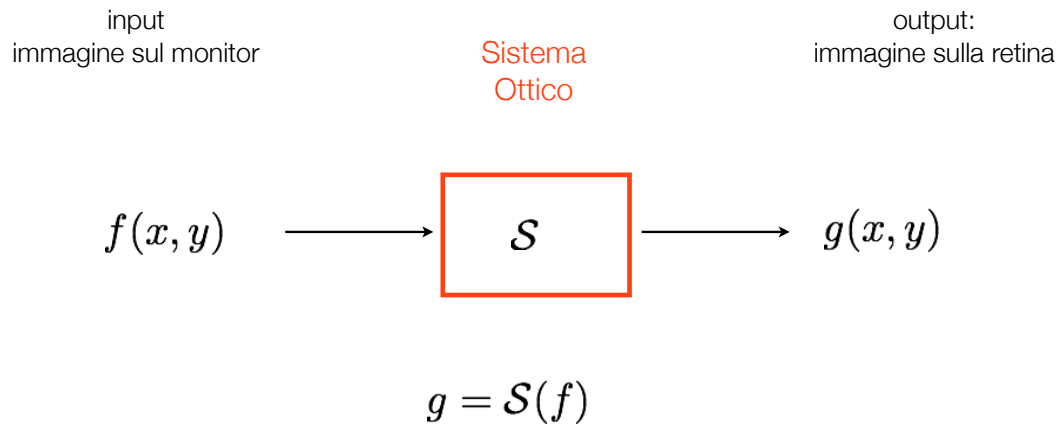 input
immagine sul monitor
Sistema
Ottico
output:
immagine sulla retina
f(x, y)
𝒮
g(x, y)
g = 𝒮(f)